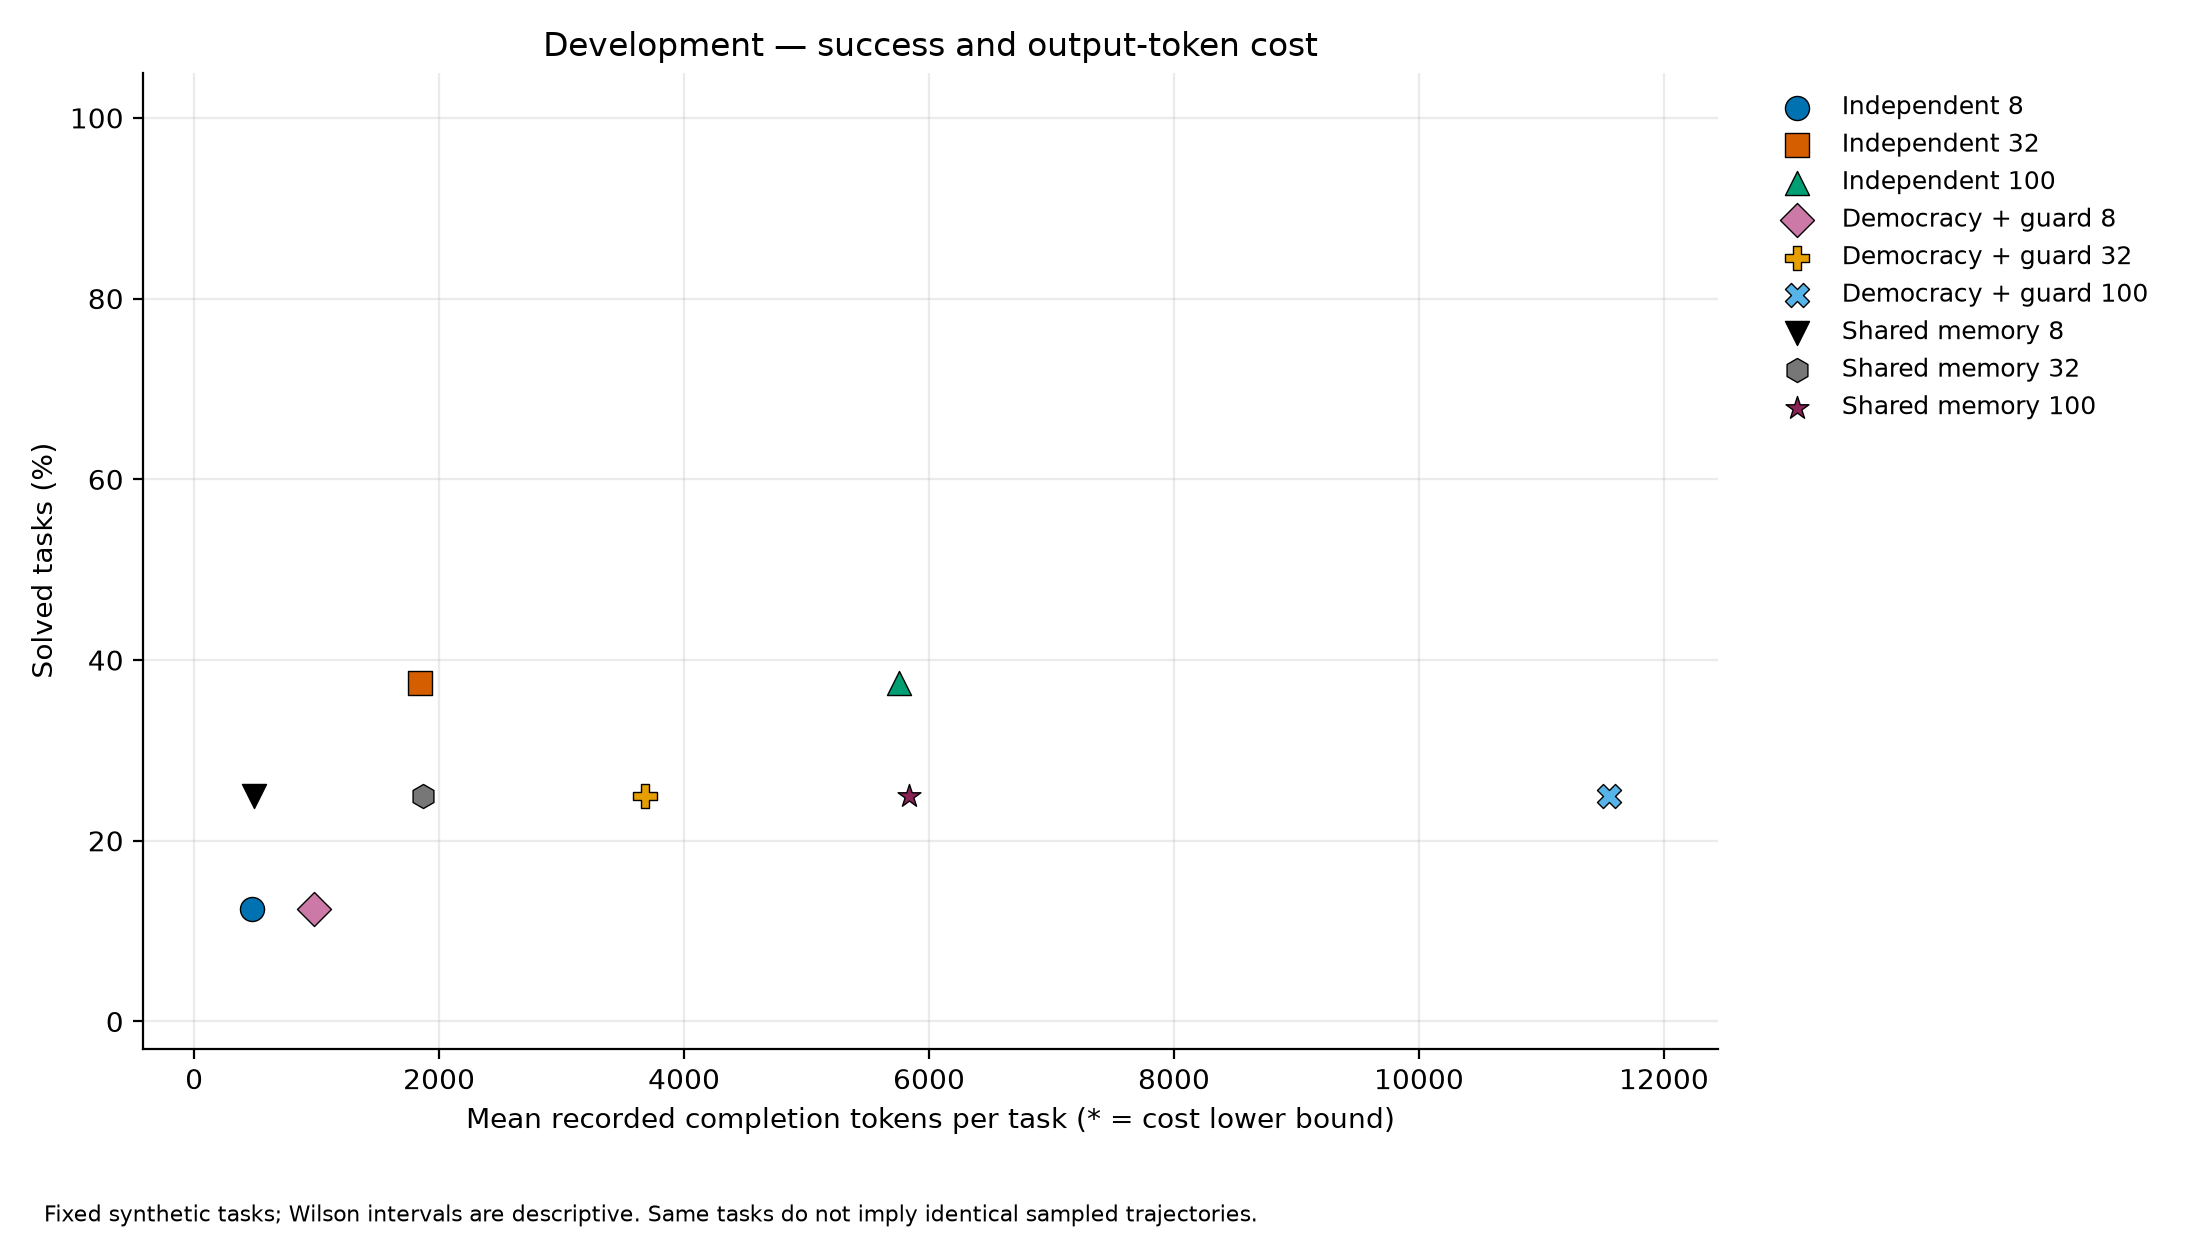 Development — success and output-token cost
Solved tasks (%)
100
80
60
40
20
0
0 2000 4000 6000 8000 10000 12000
Mean recorded completion tokens per task (* = cost lower bound)
Independent 8
Independent 32
Independent 100
Democracy + guard 8
Democracy + guard 32
Democracy + guard 100
Shared memory 8
Shared memory 32
Shared memory 100
Fixed synthetic tasks; Wilson intervals are descriptive. Same tasks do not imply identical sampled trajectories.